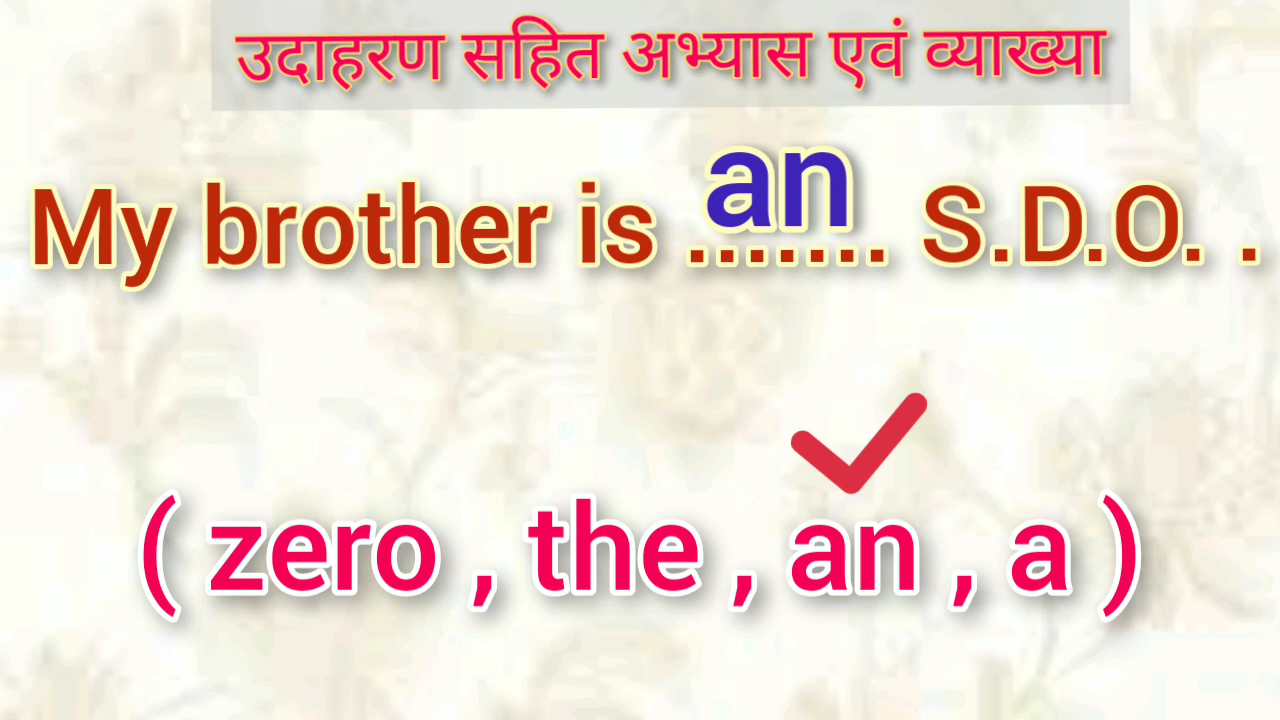 उदाहरण सहित अभ्यास एवं व्याख्या
an
My brother is ....... S.D.O. .
( zero , the , an , a )